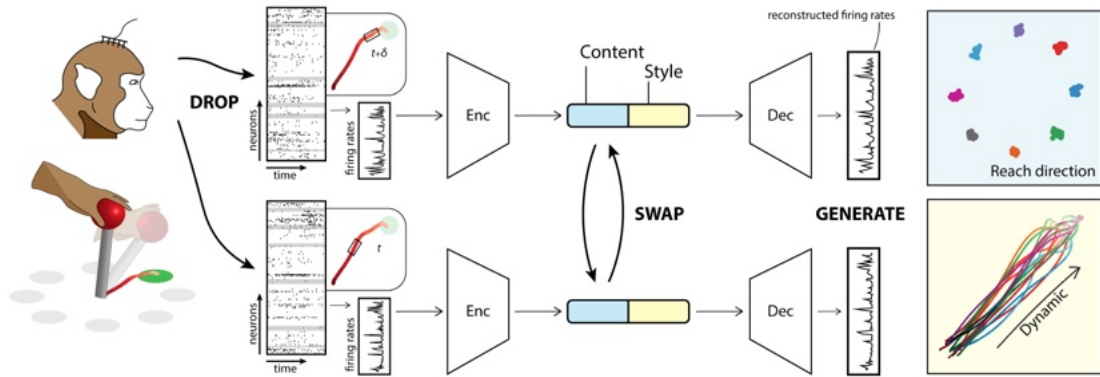 reconstructed firing rates
DROP
neurons
time
firing rates
t+δ
Enc
Content
Style
Dec
Reach direction
SWAP
GENERATE
neurons
time
firing rates
t
Enc
Dec
Dynamic